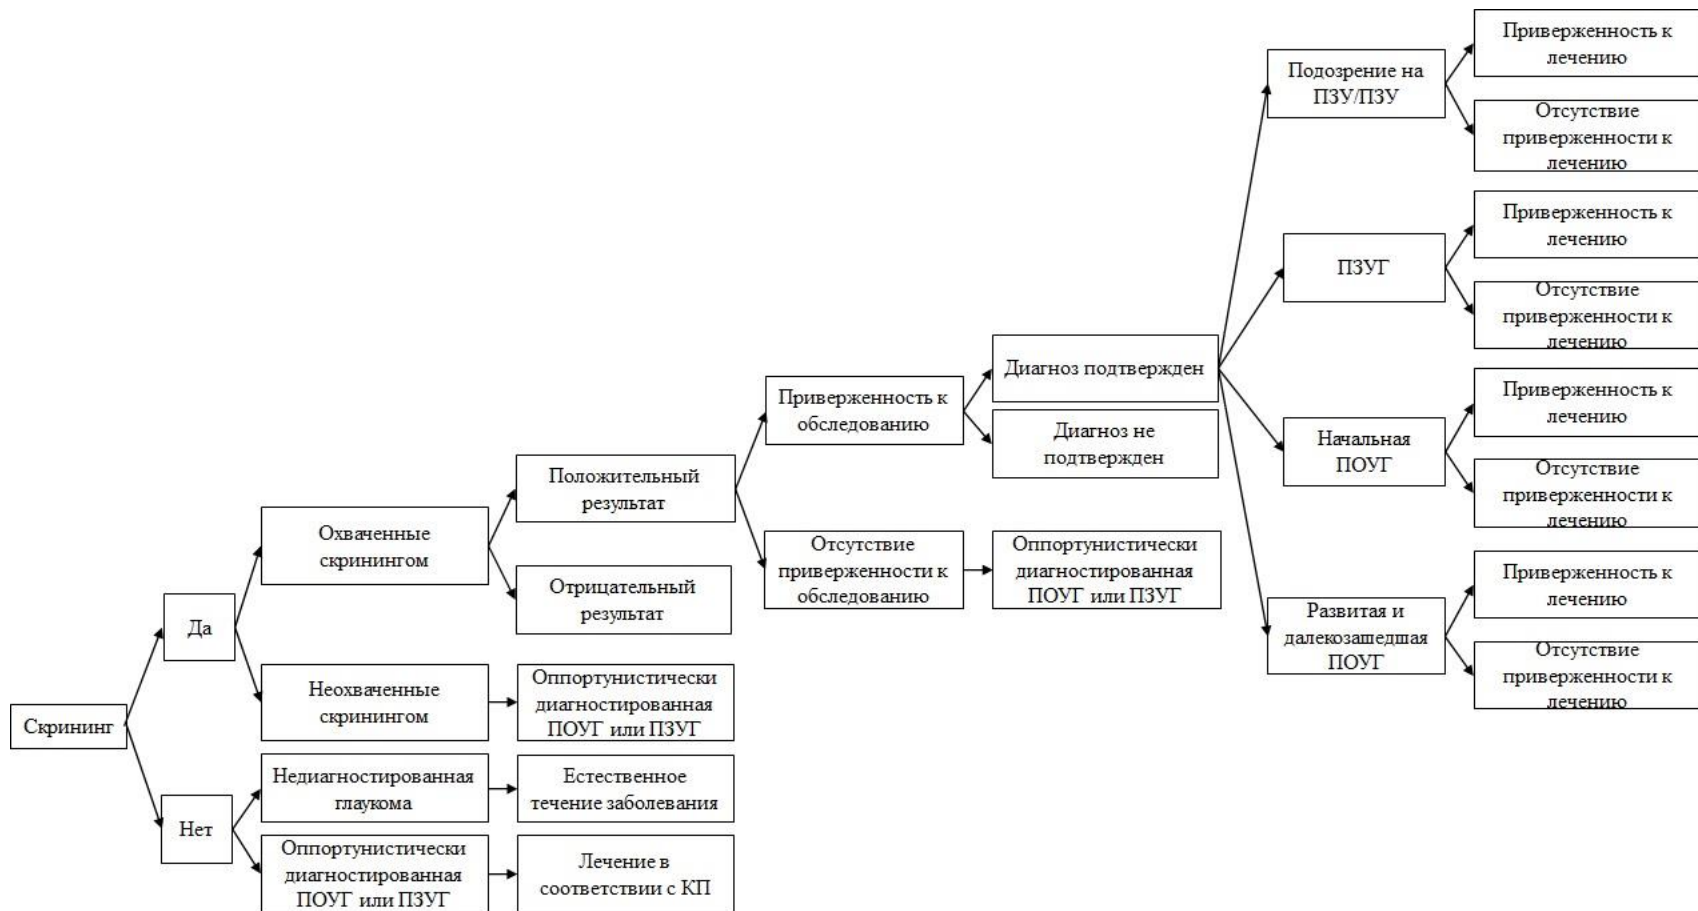 Скрининг
Да
Нет
Охваченные
скринингом
Неохваченные
скринингом
Недиагностированная
глаукома
Оппортунистически
диагностированная
ПОУГ или ПЗУГ
Положительный
результат
Отрицательный
результат
Оппортунистически
диагностированная
ПОУГ или ПЗУГ
Естественное
течение заболевания
Лечение в
соответствии с КП
Приверженность к
обследованию
Отсутствие
приверженности к
обследованию
Диагноз подтвержден
Диагноз не
подтвержден
Оппортунистически
диагностированная
ПОУГ или ПЗУГ
Подозрение на
ПЗУ/ПЗУ
ПЗУГ
Начальная
ПОУГ
Развитая и
далекозашедшая
ПОУГ
Приверженность к
лечению
Отсутствие
приверженности к
лечению
Приверженность к
лечению
Отсутствие
приверженности к
лечению
Приверженность к
лечению
Отсутствие
приверженности к
лечению
Приверженность к
лечению
Отсутствие
приверженности к
лечению